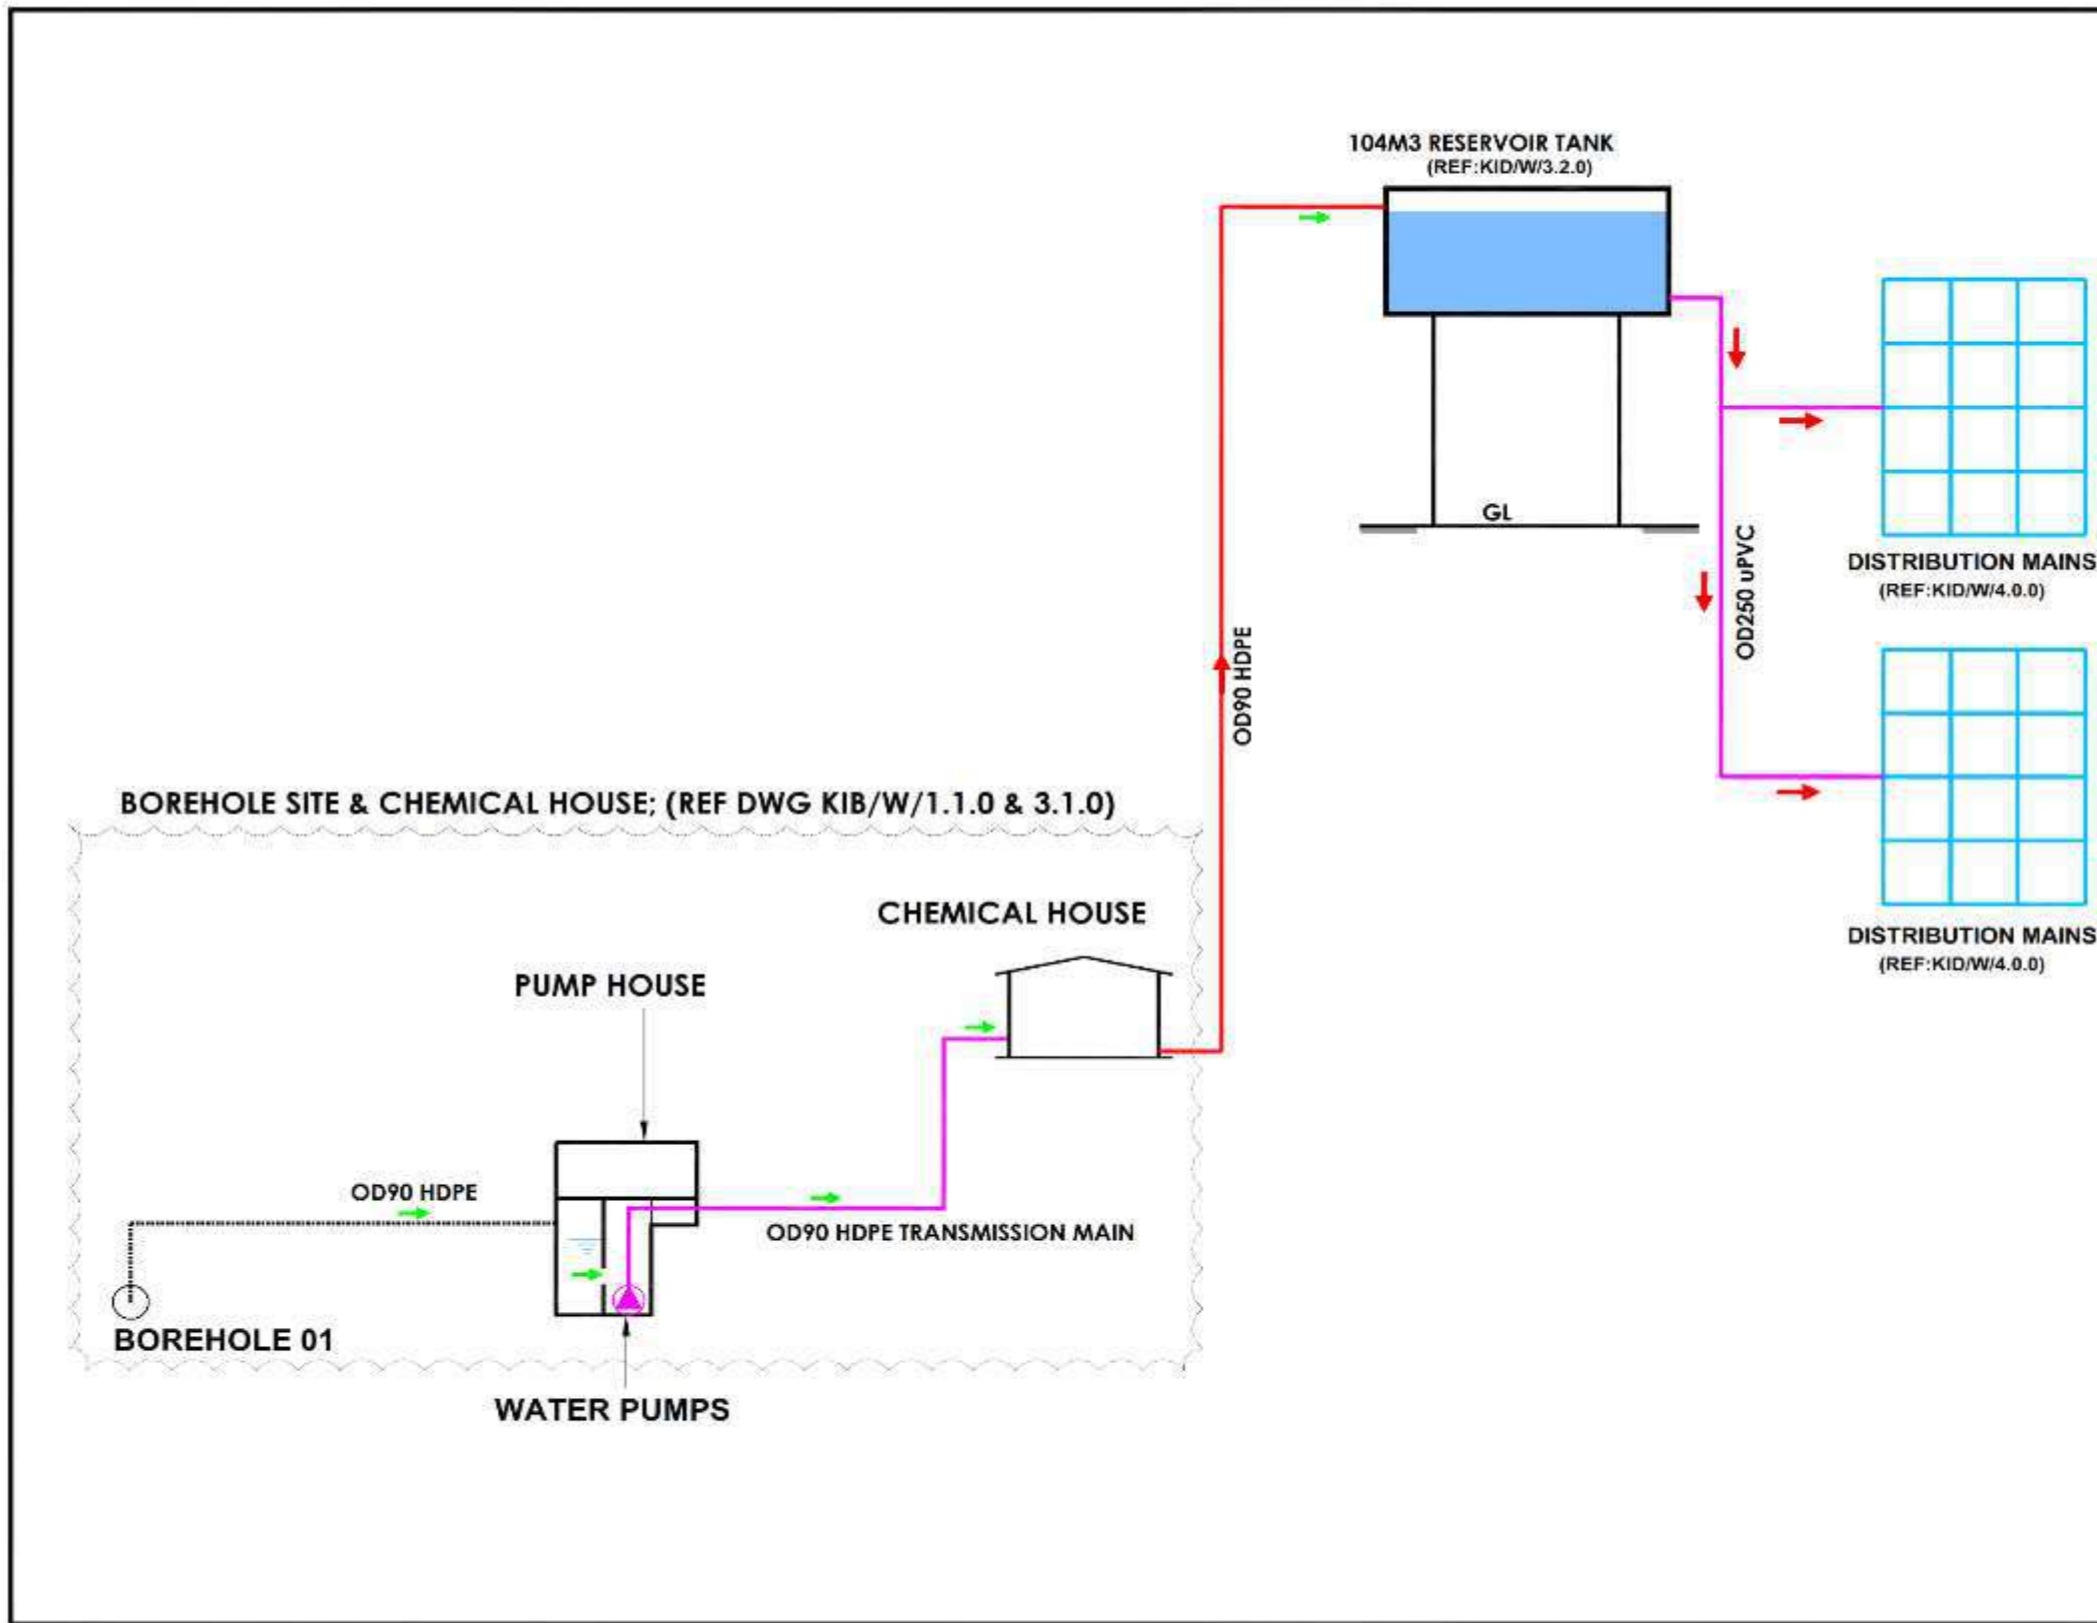 104M3 RESERVOIR TANK
(REF:KID/W/3.2.0)
GL
OD250 uPVC
DISTRIBUTION MAINS
(REF:KID/W/4.0.0)
OD90 HDPE
BOREHOLE SITE & CHEMICAL HOUSE; (REF DWG KIB/W/1.1.0 & 3.1.0)
CHEMICAL HOUSE
DISTRIBUTION MAINS
(REF:KID/W/4.0.0)
PUMP HOUSE
OD90 HDPE
OD90 HDPE TRANSMISSION MAIN
BOREHOLE 01
WATER PUMPS